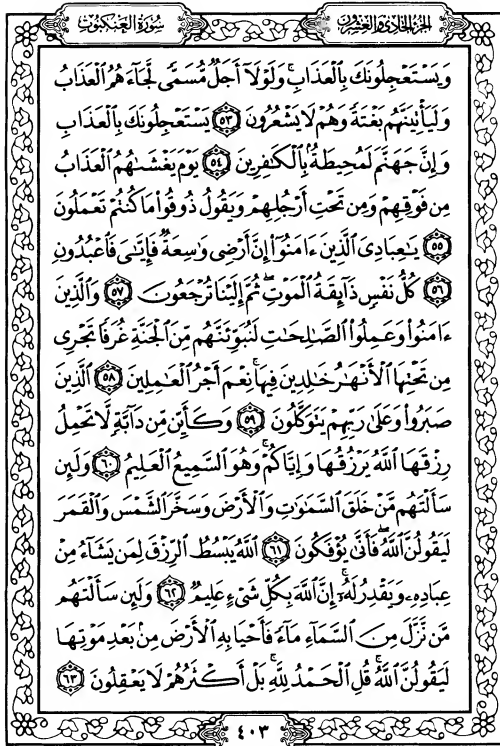 الجزء الحادي والعشرون
سورة العنكبوت
وَيَسْتَعْجِلُونَكَ بِالْعَذَابِ ۚ وَلَوْلَآ أَجَلٌ مُّسَمًّى لَّجَآءَهُمُ الْعَذَابُ
وَلَيَأْتِيَنَّهُم بَغْتَةً وَهُمْ لَا يَشْعُرُونَ ٥٣ يَسْتَعْجِلُونَكَ بِالْعَذَابِ
وَإِنَّ جَهَنَّمَ لَمُحِيطَةٌۢ بِالْكَٰفِرِينَ ٥٤ يَوْمَ يَغْشَىٰهُمُ الْعَذَابُ
مِن فَوْقِهِمْ وَمِن تَحْتِ أَرْجُلِهِمْ وَيَقُولُ ذُوقُوا۟ مَا كُنتُمْ تَعْمَلُونَ
٥٥ يَٰعِبَادِىَ الَّذِينَ ءَامَنُوٓا۟ إِنَّ أَرْضِى وَٰسِعَةٌ فَإِيَّٰىَ فَاعْبُدُونِ
٥٦ كُلُّ نَفْسٍ ذَآئِقَةُ الْمَوْتِ ۖ ثُمَّ إِلَيْنَا تُرْجَعُونَ ٥٧ وَالَّذِينَ
ءَامَنُوا۟ وَعَمِلُوا۟ الصَّٰلِحَٰتِ لَنُبَوِّئَنَّهُم مِّنَ الْجَنَّةِ غُرَفًا تَجْرِى
مِن تَحْتِهَا الْأَنْهَٰرُ خَٰلِدِينَ فِيهَا ۚ نِعْمَ أَجْرُ الْعَٰمِلِينَ ٥٨ الَّذِينَ
صَبَرُوا۟ وَعَلَىٰ رَبِّهِمْ يَتَوَكَّلُونَ ٥٩ وَكَأَيِّن مِّن دَآبَّةٍ لَّا تَحْمِلُ
رِزْقَهَا اللَّهُ يَرْزُقُهَا وَإِيَّاكُمْ ۚ وَهُوَ السَّمِيعُ الْعَلِيمُ ٦٠ وَلَئِن
سَأَلْتَهُم مَّنْ خَلَقَ السَّمَٰوَٰتِ وَالْأَرْضَ وَسَخَّرَ الشَّمْسَ وَالْقَمَرَ
لَيَقُولُنَّ اللَّهُ ۖ فَأَنَّىٰ يُؤْفَكُونَ ٦١ اللَّهُ يَبْسُطُ الرِّزْقَ لِمَن يَشَآءُ مِنْ
عِبَادِهِۦ وَيَقْدِرُ لَهُۥٓ ۚ إِنَّ اللَّهَ بِكُلِّ شَىْءٍ عَلِيمٌ ٦٢ وَلَئِن سَأَلْتَهُم
مَّن نَّزَّلَ مِنَ السَّمَآءِ مَآءً فَأَحْيَا بِهِ الْأَرْضَ مِنۢ بَعْدِ مَوْتِهَا
لَيَقُولُنَّ اللَّهُ ۚ قُلِ الْحَمْدُ لِلَّهِ ۚ بَلْ أَكْثَرُهُمْ لَا يَعْقِلُونَ ٦٣
٤٠٣